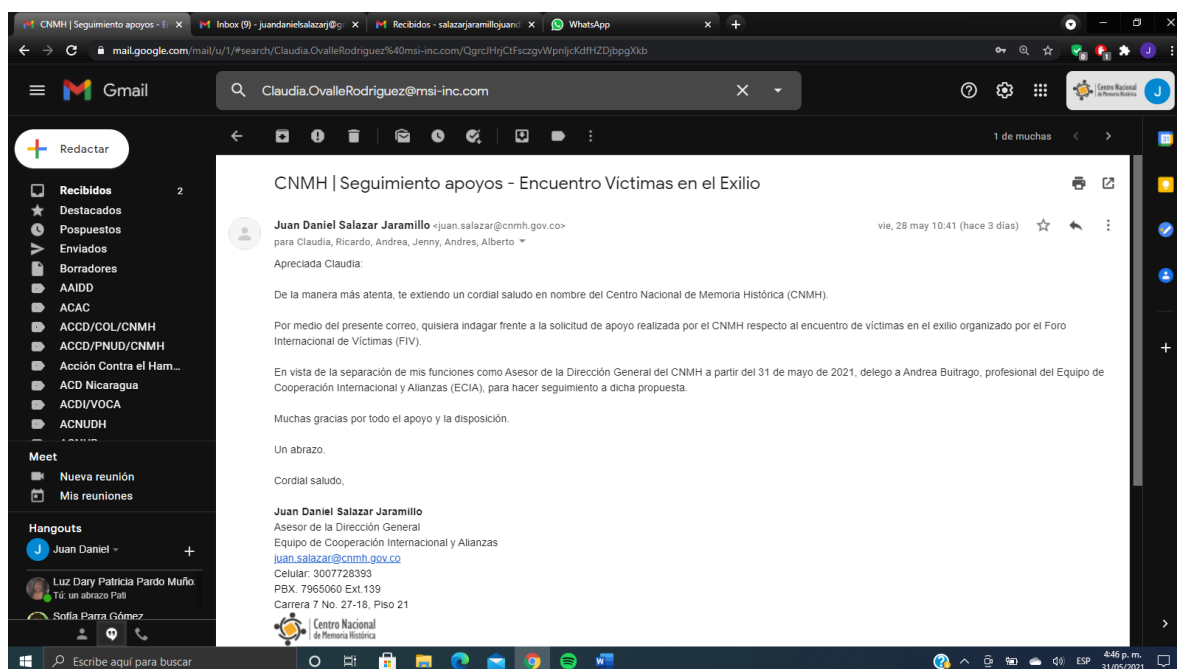 CNMH | Seguimiento apoyos - E
Inbox (9) - juandanielsalazarj@g
Recibidos - salazarjaramillojuand
WhatsApp
mail.google.com/mail/u/1/#search/Claudia.OvalleRodriguez%40msi-inc.com/QgrcJHrjCtFsczgvWpnljcKdfHZDjbpgXkb
Gmail
Claudia.OvalleRodriguez@msi-inc.com
Centro Nacional
de Memoria Histórica
J
Redactar
1 de muchas
Recibidos 2
Destacados
Pospuestos
Enviados
Borradores
AAIDD
ACAC
ACCD/COL/CNMH
ACCD/PNUD/CNMH
Acción Contra el Ham...
ACD Nicaragua
ACDI/VOCA
ACNUDH
Meet
Nueva reunión
Mis reuniones
Hangouts
J Juan Daniel
Luz Dary Patricia Pardo Muño
Tú: un abrazo Pati
Sofía Parra Gómez
CNMH | Seguimiento apoyos - Encuentro Víctimas en el Exilio
Juan Daniel Salazar Jaramillo <juan.salazar@cnmh.gov.co>
vie, 28 may 10:41 (hace 3 días)
para Claudia, Ricardo, Andrea, Jenny, Andres, Alberto
Apreciada Claudia:
De la manera más atenta, te extiendo un cordial saludo en nombre del Centro Nacional de Memoria Histórica (CNMH).
Por medio del presente correo, quisiera indagar frente a la solicitud de apoyo realizada por el CNMH respecto al encuentro de víctimas en el exilio organizado por el Foro
Internacional de Víctimas (FIV).
En vista de la separación de mis funciones como Asesor de la Dirección General del CNMH a partir del 31 de mayo de 2021, delego a Andrea Buitrago, profesional del Equipo de
Cooperación Internacional y Alianzas (ECIA), para hacer seguimiento a dicha propuesta.
Muchas gracias por todo el apoyo y la disposición.
Un abrazo.
Cordial saludo,
Juan Daniel Salazar Jaramillo
Asesor de la Dirección General
Equipo de Cooperación Internacional y Alianzas
juan.salazar@cnmh.gov.co
Celular: 3007728393
PBX. 7965060 Ext.139
Carrera 7 No. 27-18, Piso 21
Centro Nacional
de Memoria Histórica
Escribe aquí para buscar
ESP
4:46 p. m.
31/05/2021